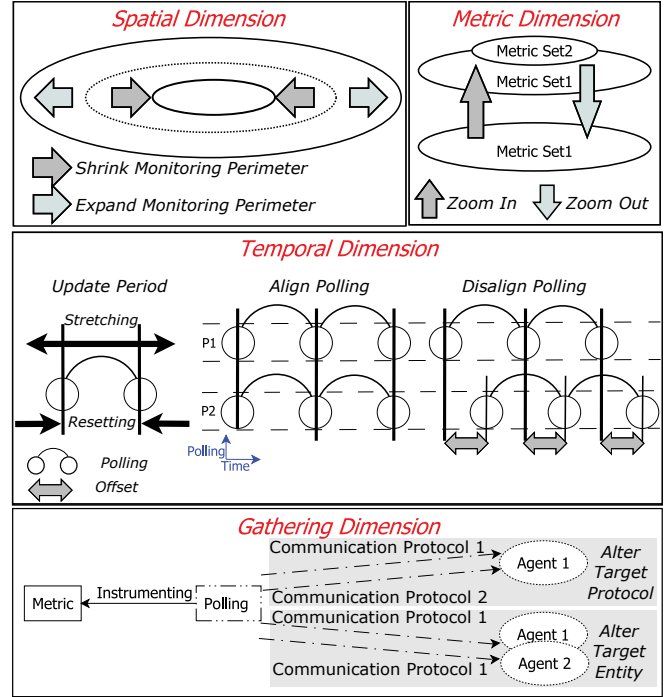 Spatial Dimension
Shrink Monitoring Perimeter
Expand Monitoring Perimeter
Metric Dimension
Metric Set2
Metric Set1
Metric Set1
Zoom In
Zoom Out
Temporal Dimension
Update Period
Stretching
Resetting
Polling
Offset
Align Polling
Disalign Polling
P1
P2
Polling
Time
Gathering Dimension
Metric
Instrumenting
Polling
Communication Protocol 1
Communication Protocol 2
Agent 1
Alter
Target
Protocol
Communication Protocol 1
Communication Protocol 1
Agent 1
Agent 2
Alter
Target
Entity